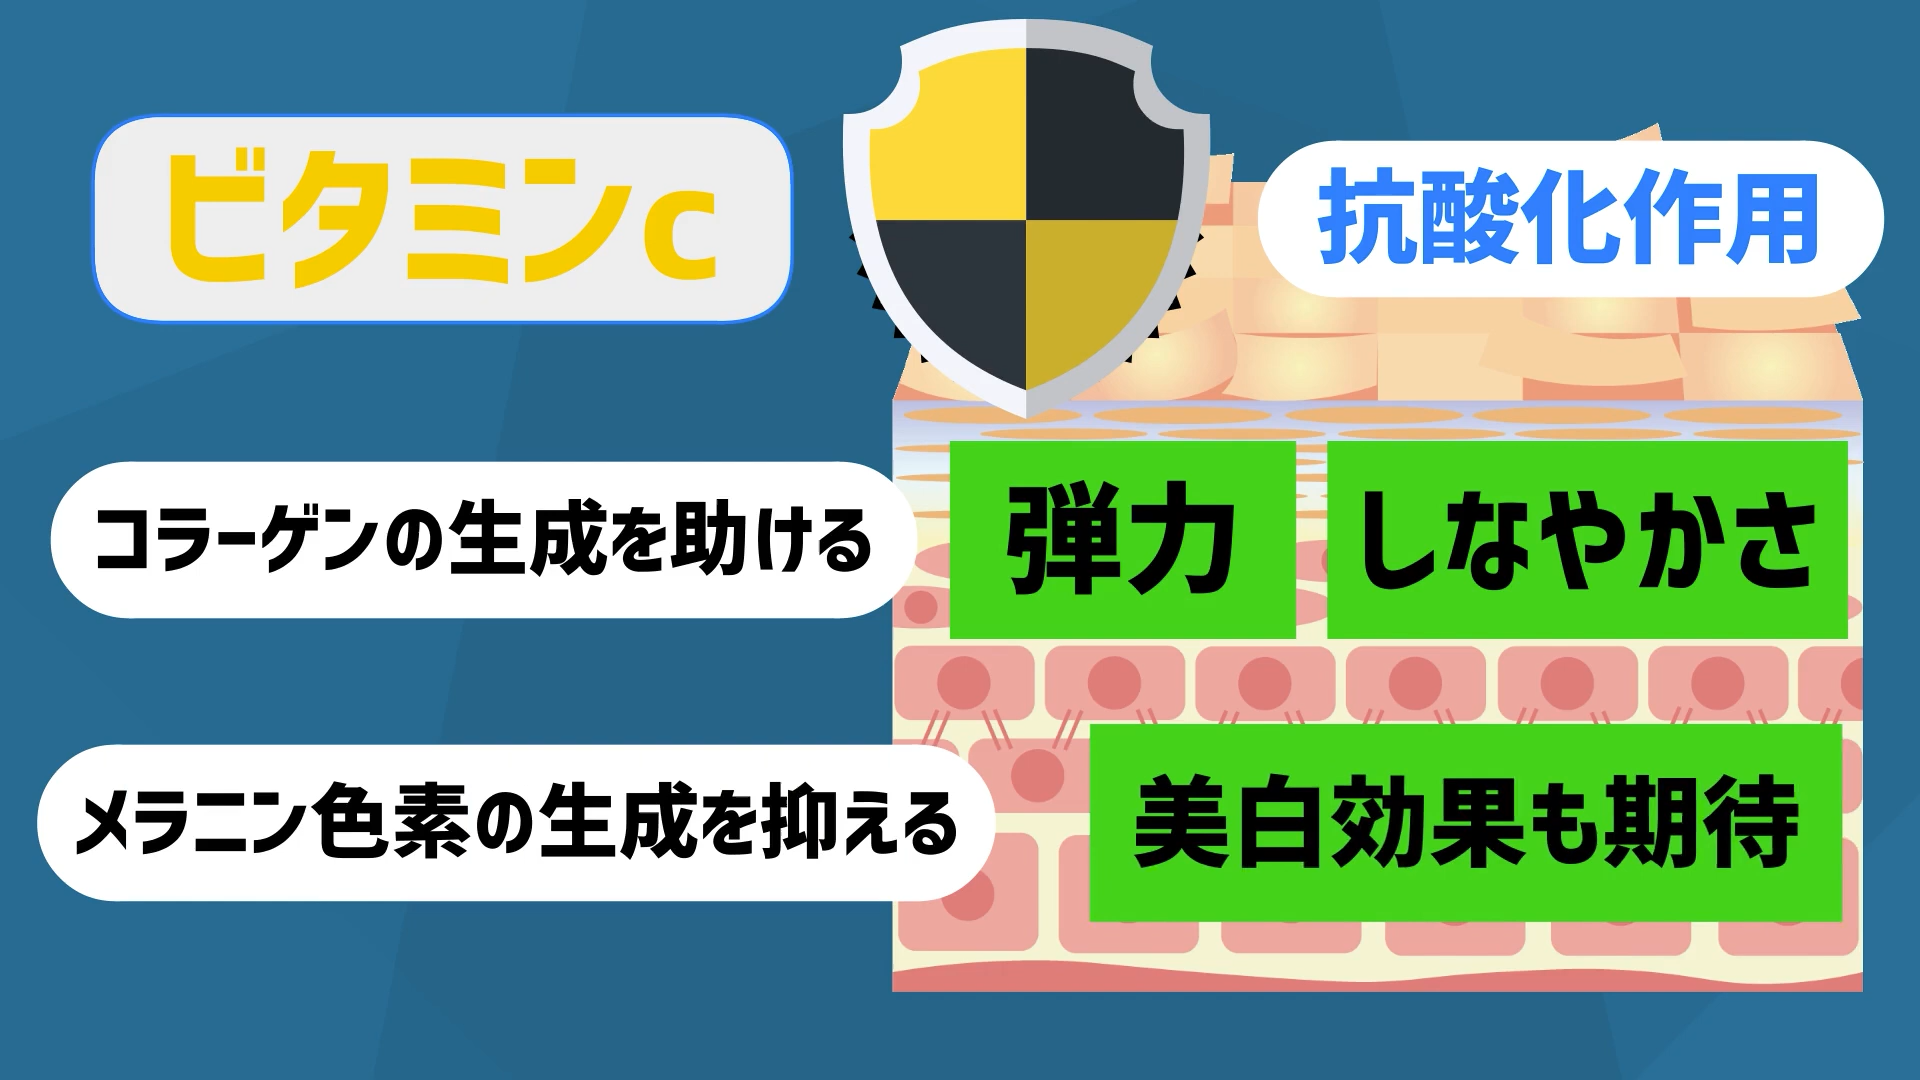 ビタミンc
抗酸化作用
コラーゲンの生成を助ける
弾力
しなやかさ
メラニン色素の生成を抑える
美白効果も期待